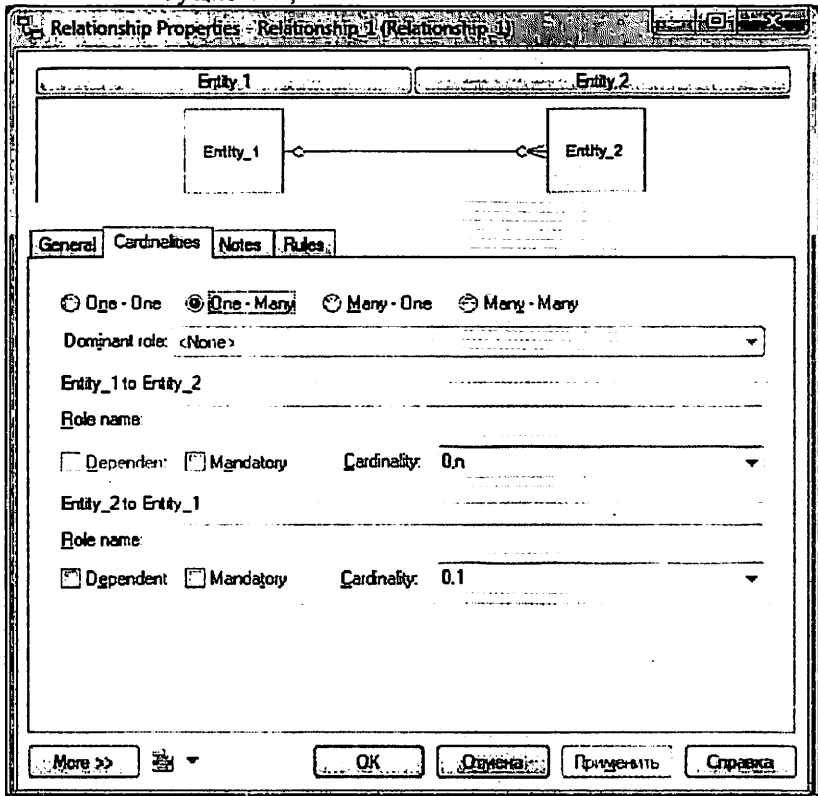 Relationship Properties - Relationship_1 (Relationship_1)
Entity_1 Entity_2
Entity_1 Entity_2
General Cardinalities Notes Rules
One - One One - Many Many - One Many - Many
Dominant role: <None>
Entity_1 to Entity_2
Role name:
Dependent Mandatory Cardinality: 0,n
Entity_2 to Entity_1
Role name:
Dependent Mandatory Cardinality: 0,1
More >> OK Отмена Применить Справка